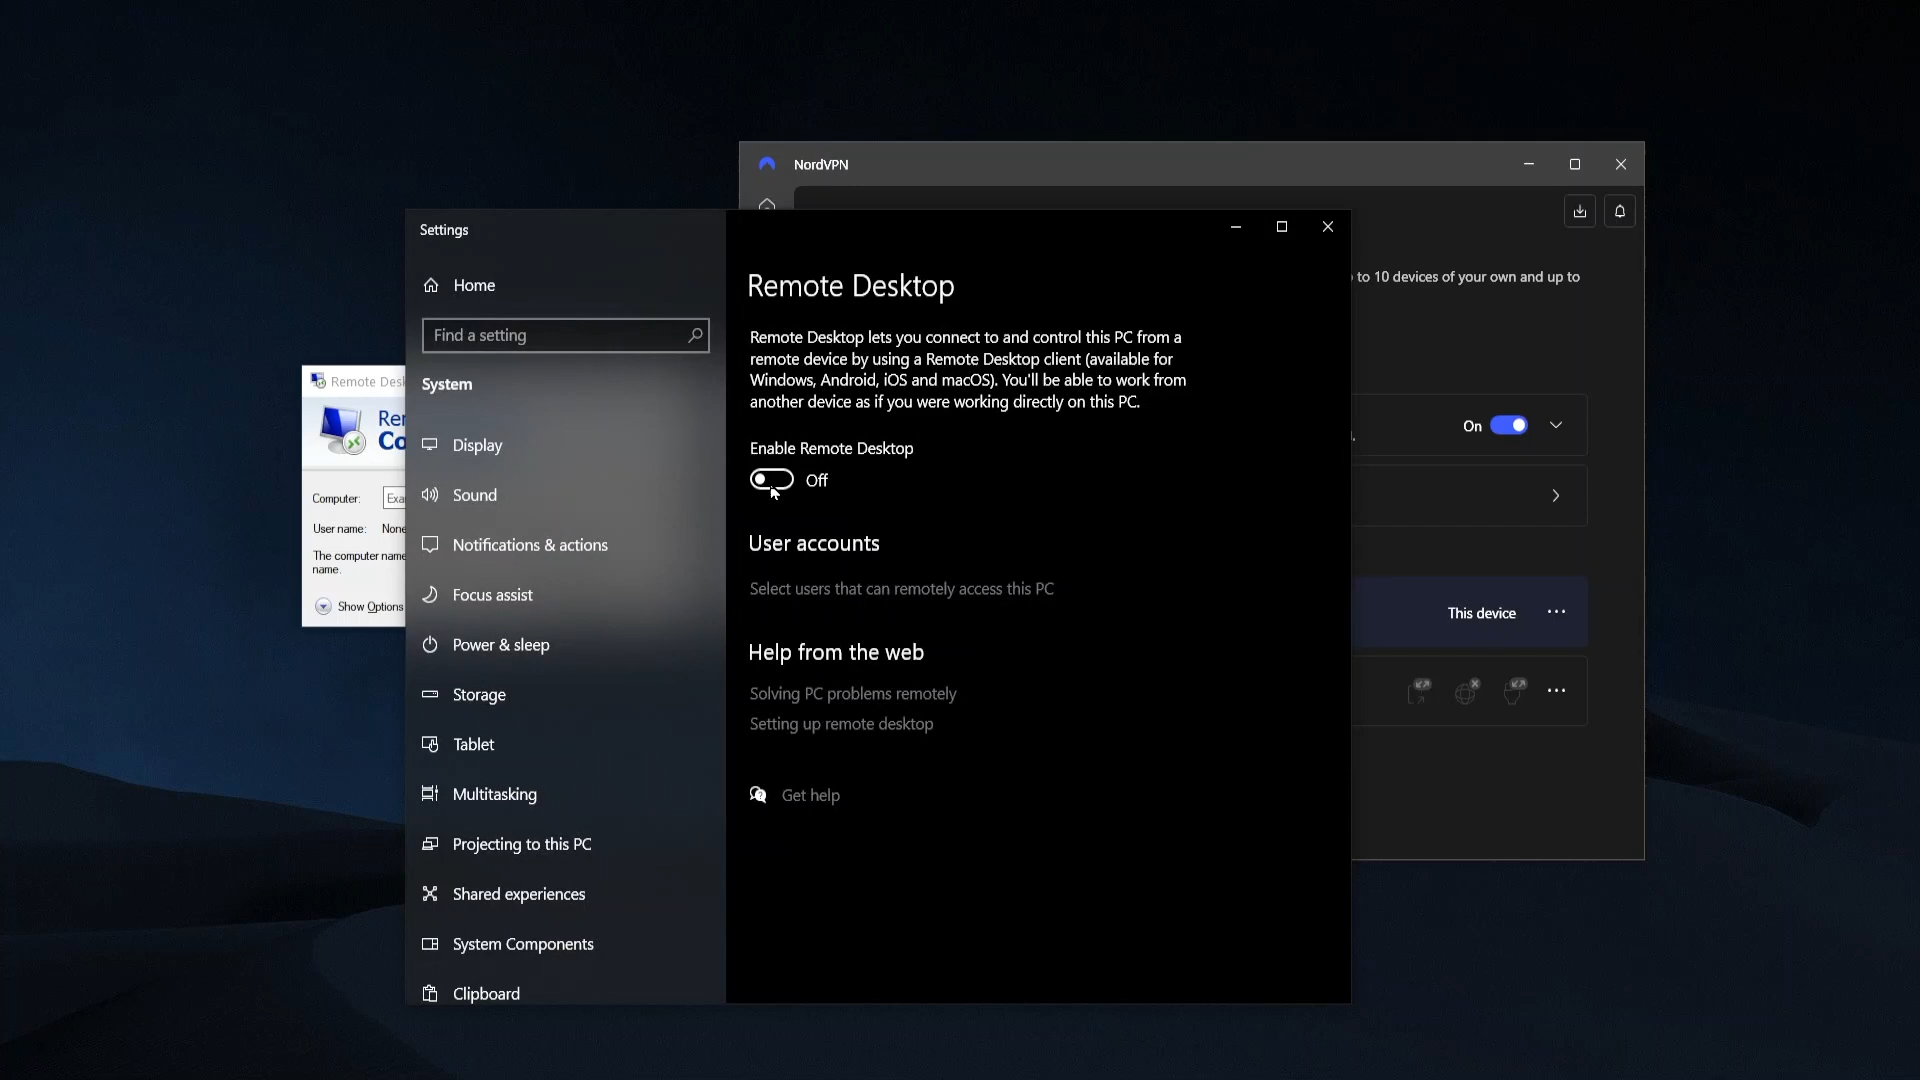 NordVPN
to 10 devices of your own and up to
On
This device
Settings
Home
Find a setting
System
Display
Sound
Notifications & actions
Focus assist
Power & sleep
Storage
Tablet
Multitasking
Projecting to this PC
Shared experiences
System Components
Clipboard
Remote Desktop
Remote Desktop lets you connect to and control this PC from a
remote device by using a Remote Desktop client (available for
Windows, Android, iOS and macOS). You'll be able to work from
another device as if you were working directly on this PC.
Enable Remote Desktop
Off
User accounts
Select users that can remotely access this PC
Help from the web
Solving PC problems remotely
Setting up remote desktop
Get help
Remote Desk
Rem
Co
Computer: Exa
User name: None
The computer name
name.
Show Options